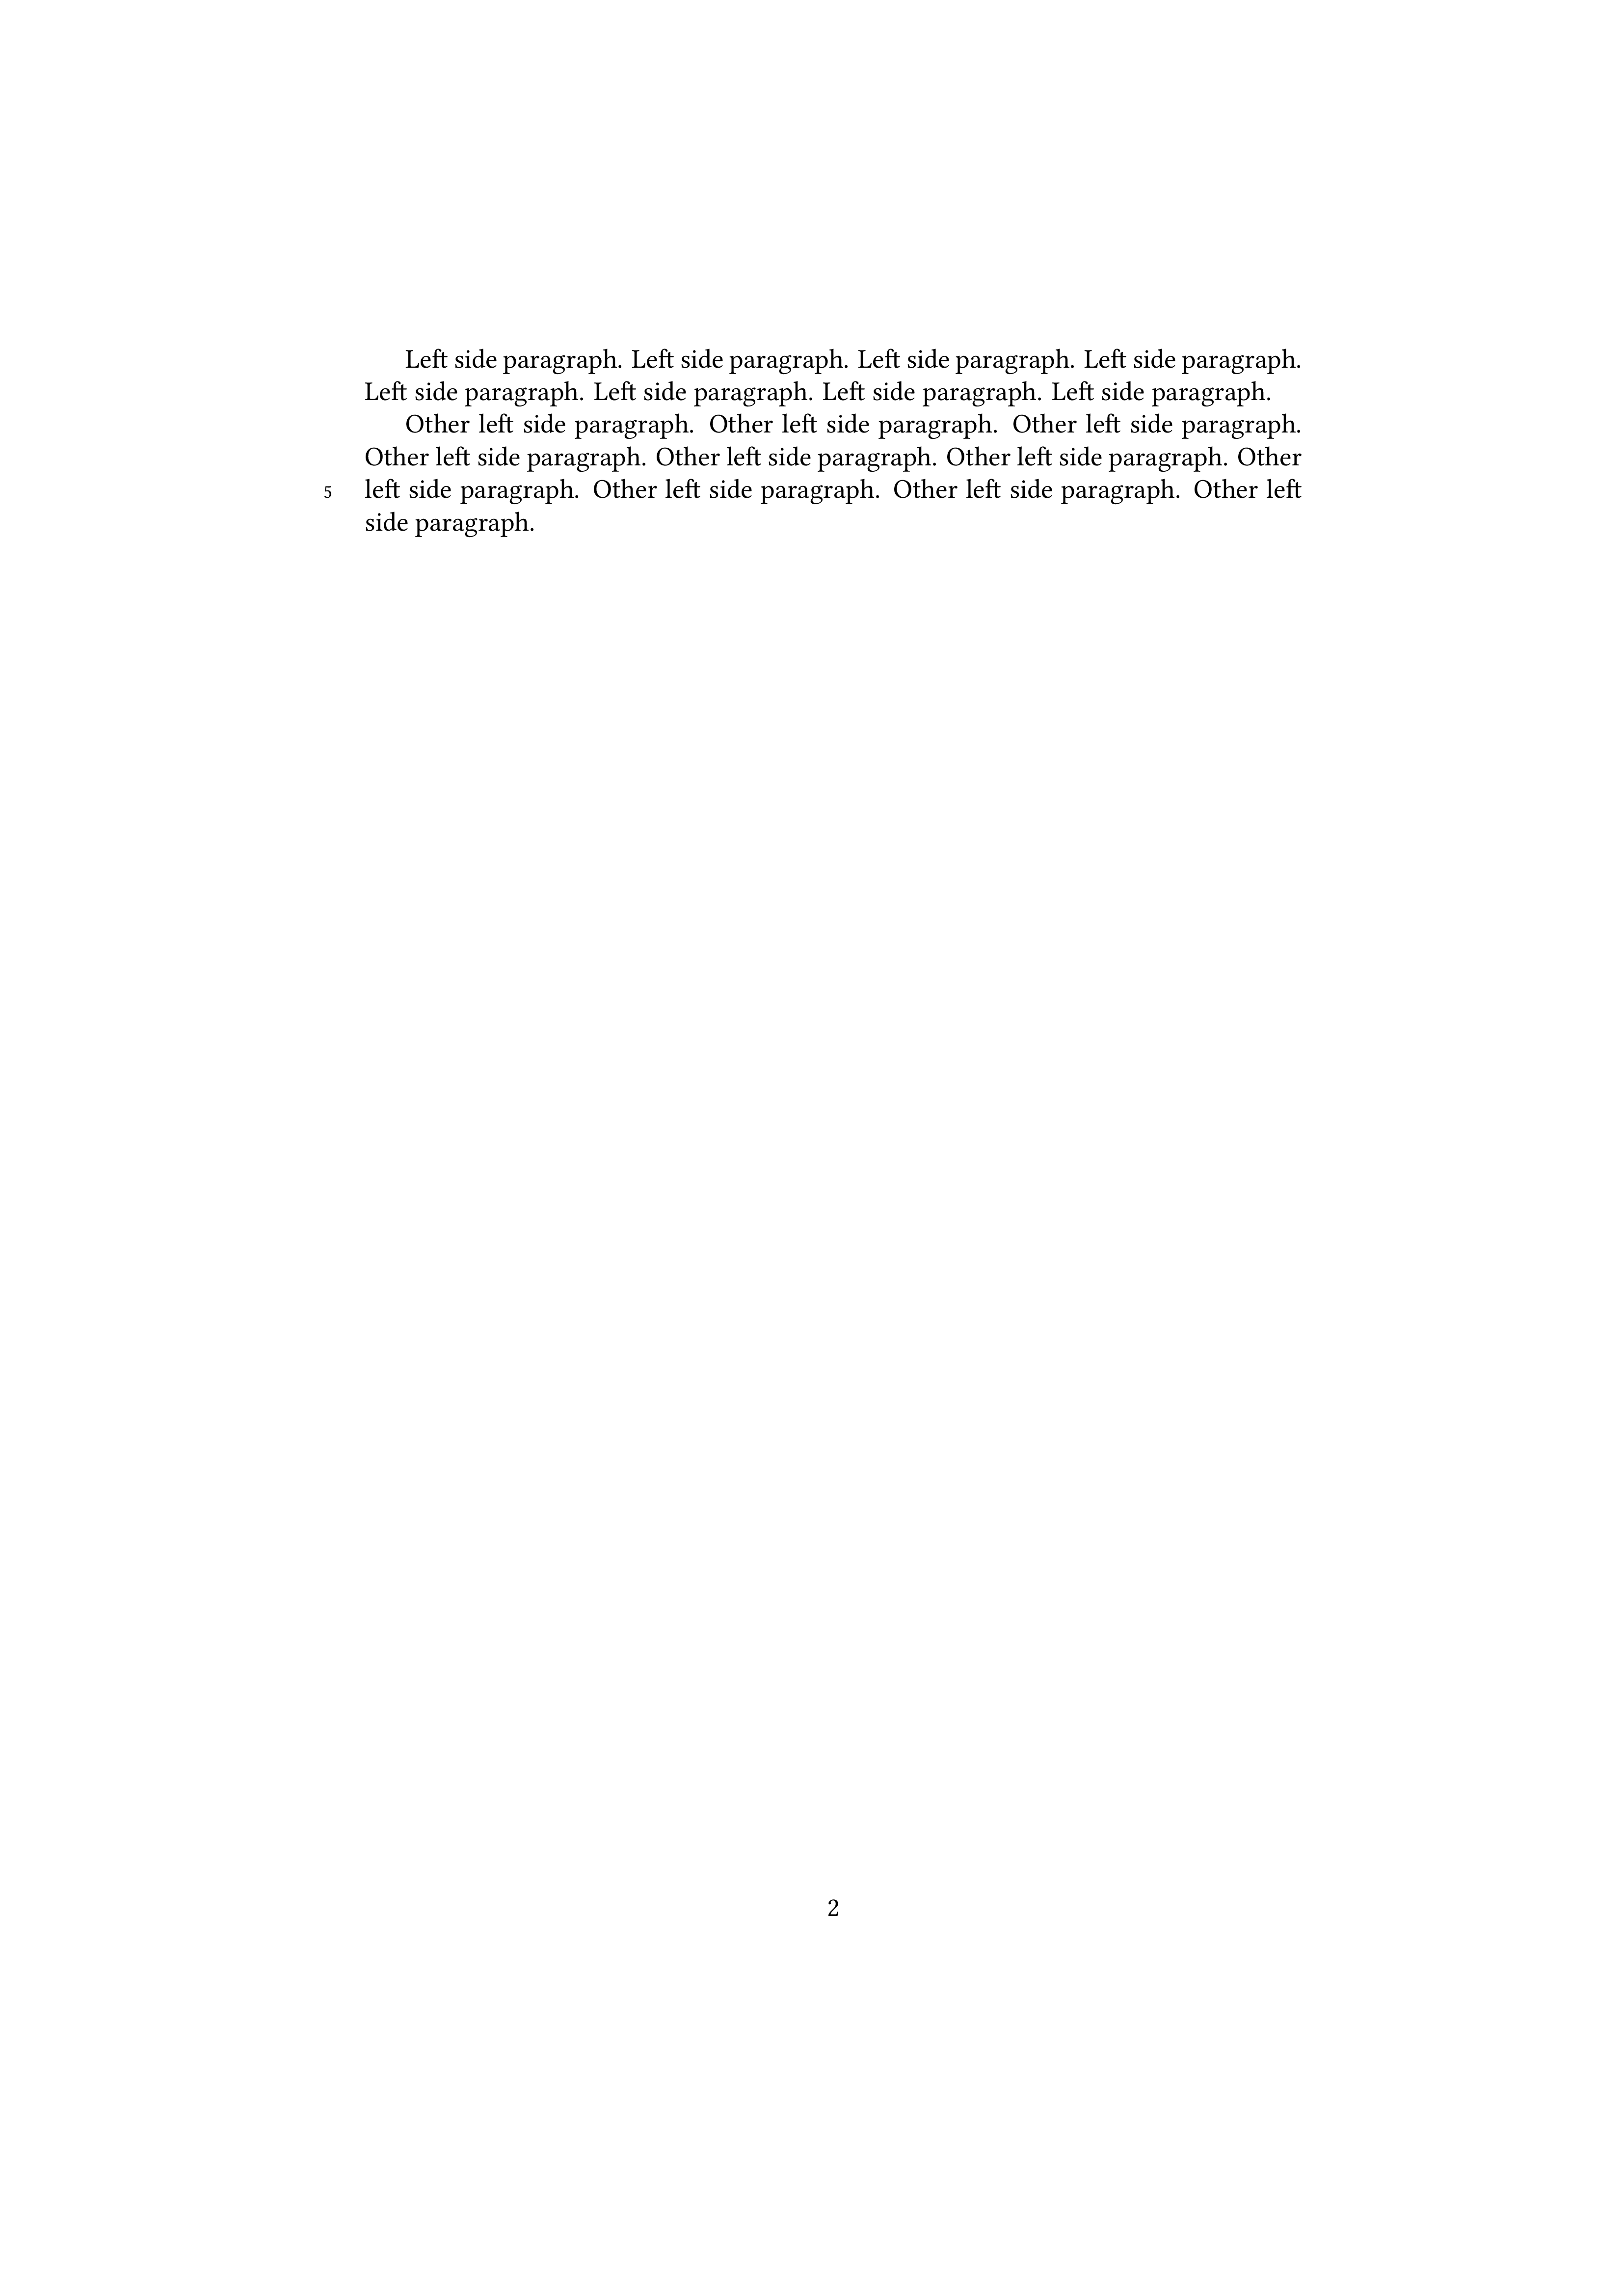 Left side paragraph. Left side paragraph. Left side paragraph. Left side paragraph.
Left side paragraph. Left side paragraph. Left side paragraph. Left side paragraph.
Other left side paragraph. Other left side paragraph. Other left side paragraph.
Other left side paragraph. Other left side paragraph. Other left side paragraph. Other
5 left side paragraph. Other left side paragraph. Other left side paragraph. Other left
side paragraph.
2